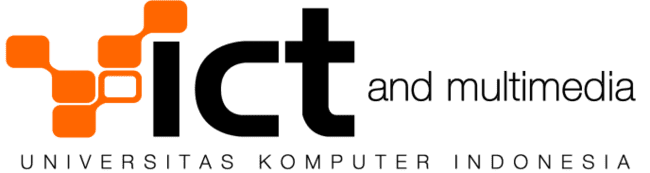 ict and multimedia
UNIVERSITAS KOMPUTER INDONESIA